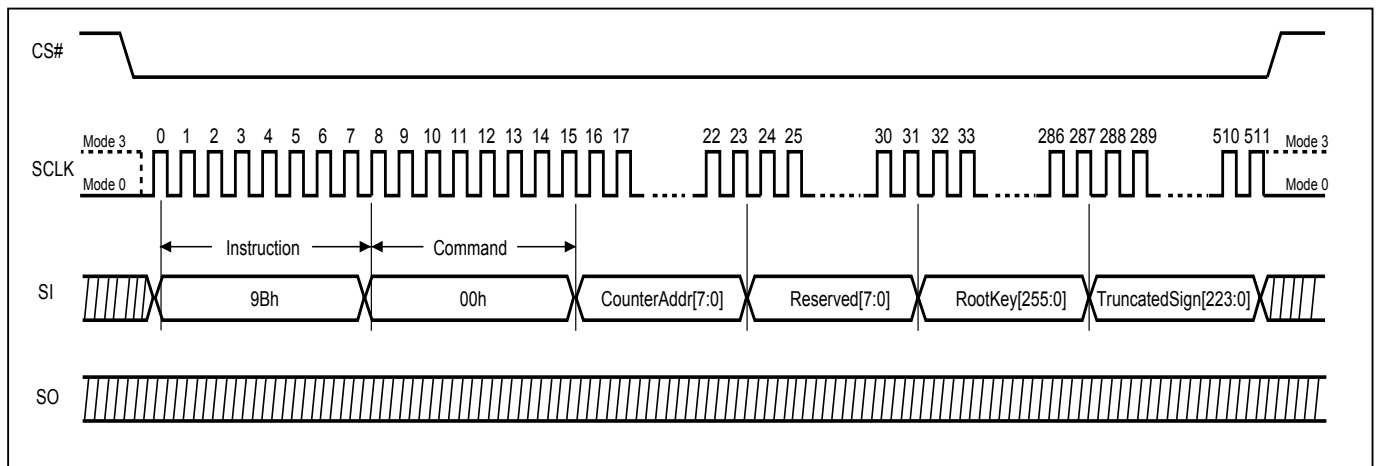 CS#
0 1 2 3 4 5 6 7 8 9 10 11 12 13 14 15 16 17 22 23 24 25 30 31 32 33 286 287 288 289 510 511
Mode 3 Mode 3
SCLK
Mode 0 Mode 0
Instruction Command
SI 9Bh 00h CounterAddr[7:0] Reserved[7:0] RootKey[255:0] TruncatedSign[223:0]
SO